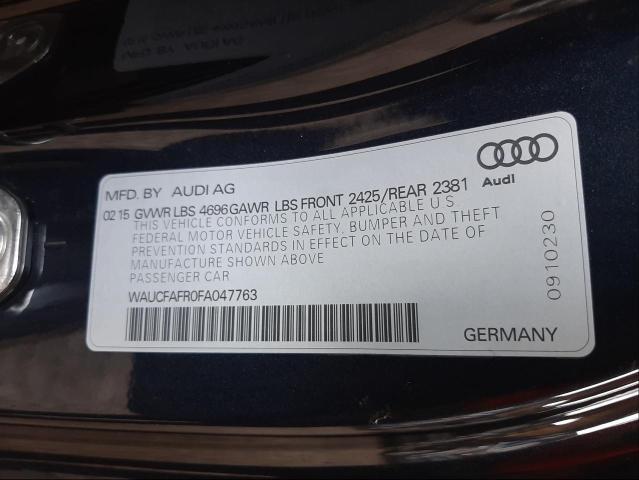 MFD. BY AUDI AG
02 15 GVWR LBS 4696 GAWR LBS FRONT 2425/REAR 2381
THIS VEHICLE CONFORMS TO ALL APPLICABLE U S
FEDERAL MOTOR VEHICLE SAFETY, BUMPER AND THEFT
PREVENTION STANDARDS IN EFFECT ON THE DATE OF
MANUFACTURE SHOWN ABOVE
PASSENGER CAR
WAUCFAFR0FA047763
Audi
0910230
GERMANY